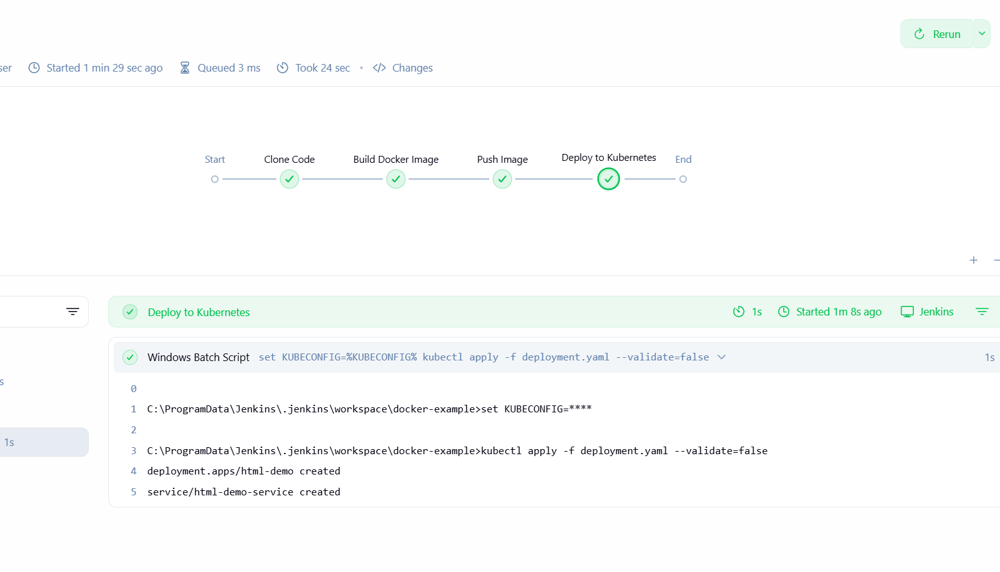 Rerun
ser Started 1 min 29 sec ago Queued 3 ms Took 24 sec • Changes
Start Clone Code Build Docker Image Push Image Deploy to Kubernetes End
Deploy to Kubernetes 1s Started 1m 8s ago Jenkins
Windows Batch Script set KUBECONFIG=%KUBECONFIG% kubectl apply -f deployment.yaml --validate=false 1s
s
0
1 C:\ProgramData\Jenkins\.jenkins\workspace\docker-example>set KUBECONFIG=****
2
1s
3 C:\ProgramData\Jenkins\.jenkins\workspace\docker-example>kubectl apply -f deployment.yaml --validate=false
4 deployment.apps/html-demo created
5 service/html-demo-service created